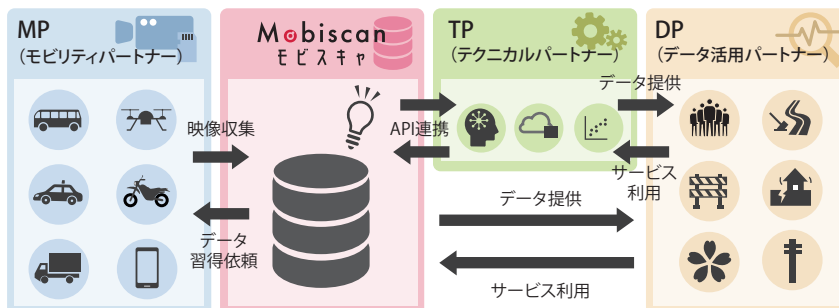 MP
（モビリティパートナー）
映像収集
データ
習得依頼
Mobiscan
モビスキャ
API連携
TP
（テクニカルパートナー）
データ提供
サービス
利用
データ提供
サービス利用
DP
（データ活用パートナー）